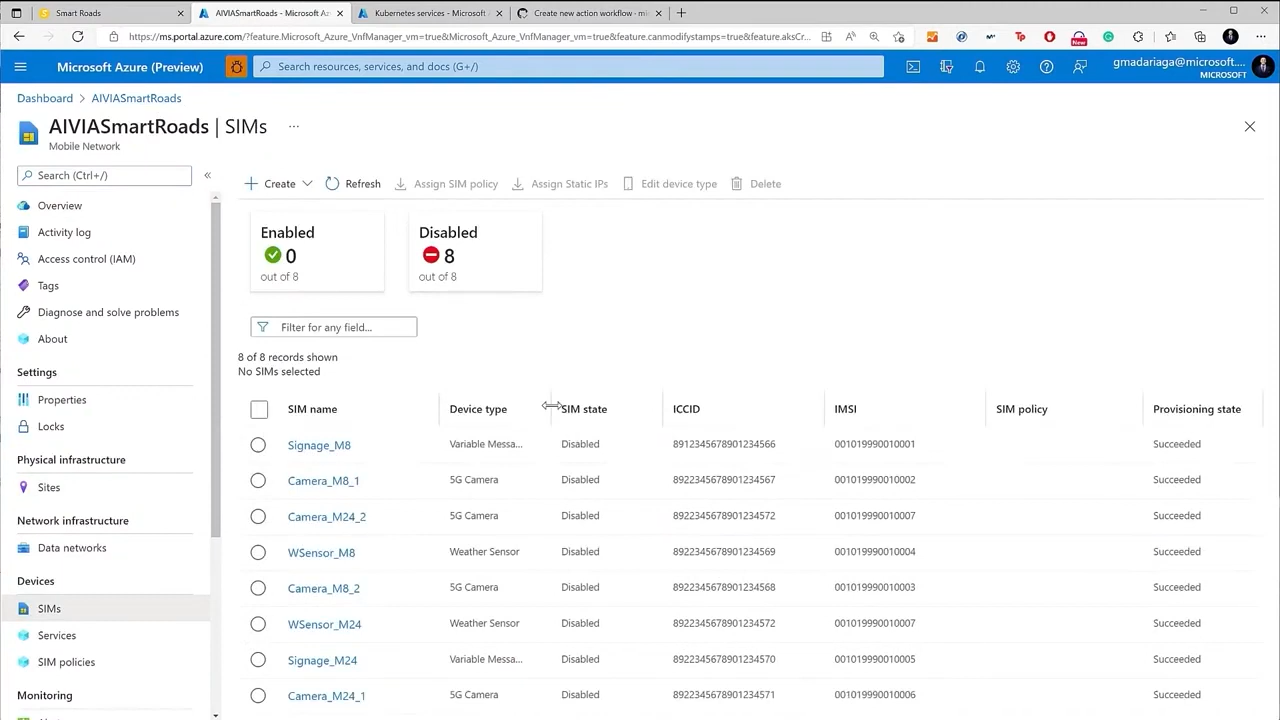 Smart Roads
AIVIASmartRoads - Microsoft Az
Kubernetes services - Microsoft
Create new action workflow - mi
https://ms.portal.azure.com/?feature.Microsoft_Azure_VnfManager_vm=true&Microsoft_Azure_VnfManager_vm=true&feature.canmodifystamps=true&feature.aksCr...
New
Microsoft Azure (Preview)
Search resources, services, and docs (G+/)
gmadariaga@microsoft....
MICROSOFT
Dashboard > AIVIASmartRoads
AIVIASmartRoads | SIMs ...
Mobile Network
Search (Ctrl+/)
«
Overview
Activity log
Access control (IAM)
Tags
Diagnose and solve problems
About
Settings
Properties
Locks
Physical infrastructure
Sites
Network infrastructure
Data networks
Devices
SIMs
Services
SIM policies
Monitoring
Create Refresh Assign SIM policy Assign Static IPs Edit device type Delete
Enabled
0
out of 8
Disabled
8
out of 8
Filter for any field...
8 of 8 records shown
No SIMs selected
SIM name Device type SIM state ICCID IMSI SIM policy Provisioning state
Signage_M8 Variable Messa... Disabled 8912345678901234566 001019990010001 Succeeded
Camera_M8_1 5G Camera Disabled 8922345678901234567 001019990010002 Succeeded
Camera_M24_2 5G Camera Disabled 8922345678901234572 001019990010007 Succeeded
WSensor_M8 Weather Sensor Disabled 8922345678901234569 001019990010004 Succeeded
Camera_M8_2 5G Camera Disabled 8922345678901234568 001019990010003 Succeeded
WSensor_M24 Weather Sensor Disabled 8922345678901234572 001019990010007 Succeeded
Signage_M24 Variable Messa... Disabled 8922345678901234570 001019990010005 Succeeded
Camera_M24_1 5G Camera Disabled 8922345678901234571 001019990010006 Succeeded